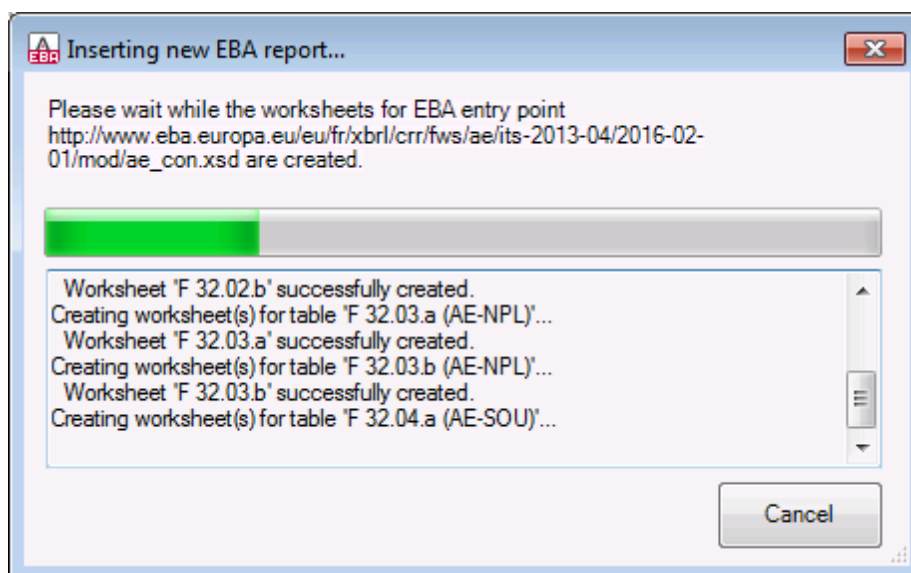 A
EBA
Inserting new EBA report...
Please wait while the worksheets for EBA entry point
http://www.eba.europa.eu/eu/fr/xbrl/crr/fws/ae/its-2013-04/2016-02-
01/mod/ae_con.xsd are created.
Worksheet 'F 32.02.b' successfully created.
Creating worksheet(s) for table 'F 32.03.a (AE-NPL)'...
Worksheet 'F 32.03.a' successfully created.
Creating worksheet(s) for table 'F 32.03.b (AE-NPL)'...
Worksheet 'F 32.03.b' successfully created.
Creating worksheet(s) for table 'F 32.04.a (AE-SOU)'...
Cancel